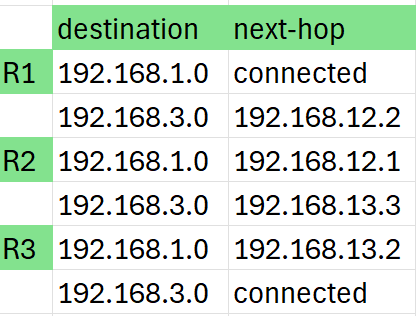 destination next-hop
R1 192.168.1.0 connected
192.168.3.0 192.168.12.2
R2 192.168.1.0 192.168.12.1
192.168.3.0 192.168.13.3
R3 192.168.1.0 192.168.13.2
192.168.3.0 connected